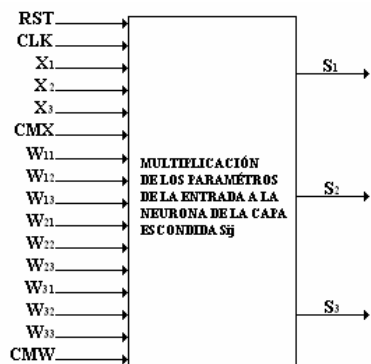 RST
CLK
X1
X2
X3
CMX
W11
W12
W13
W21
W22
W23
W31
W32
W33
CMW
MULTIPLICACIÓN
DE LOS PARAMÉTROS
DE LA ENTRADA A LA
NEURONA DE LA CAPA
ESCONDIDA Sij
S1
S2
S3